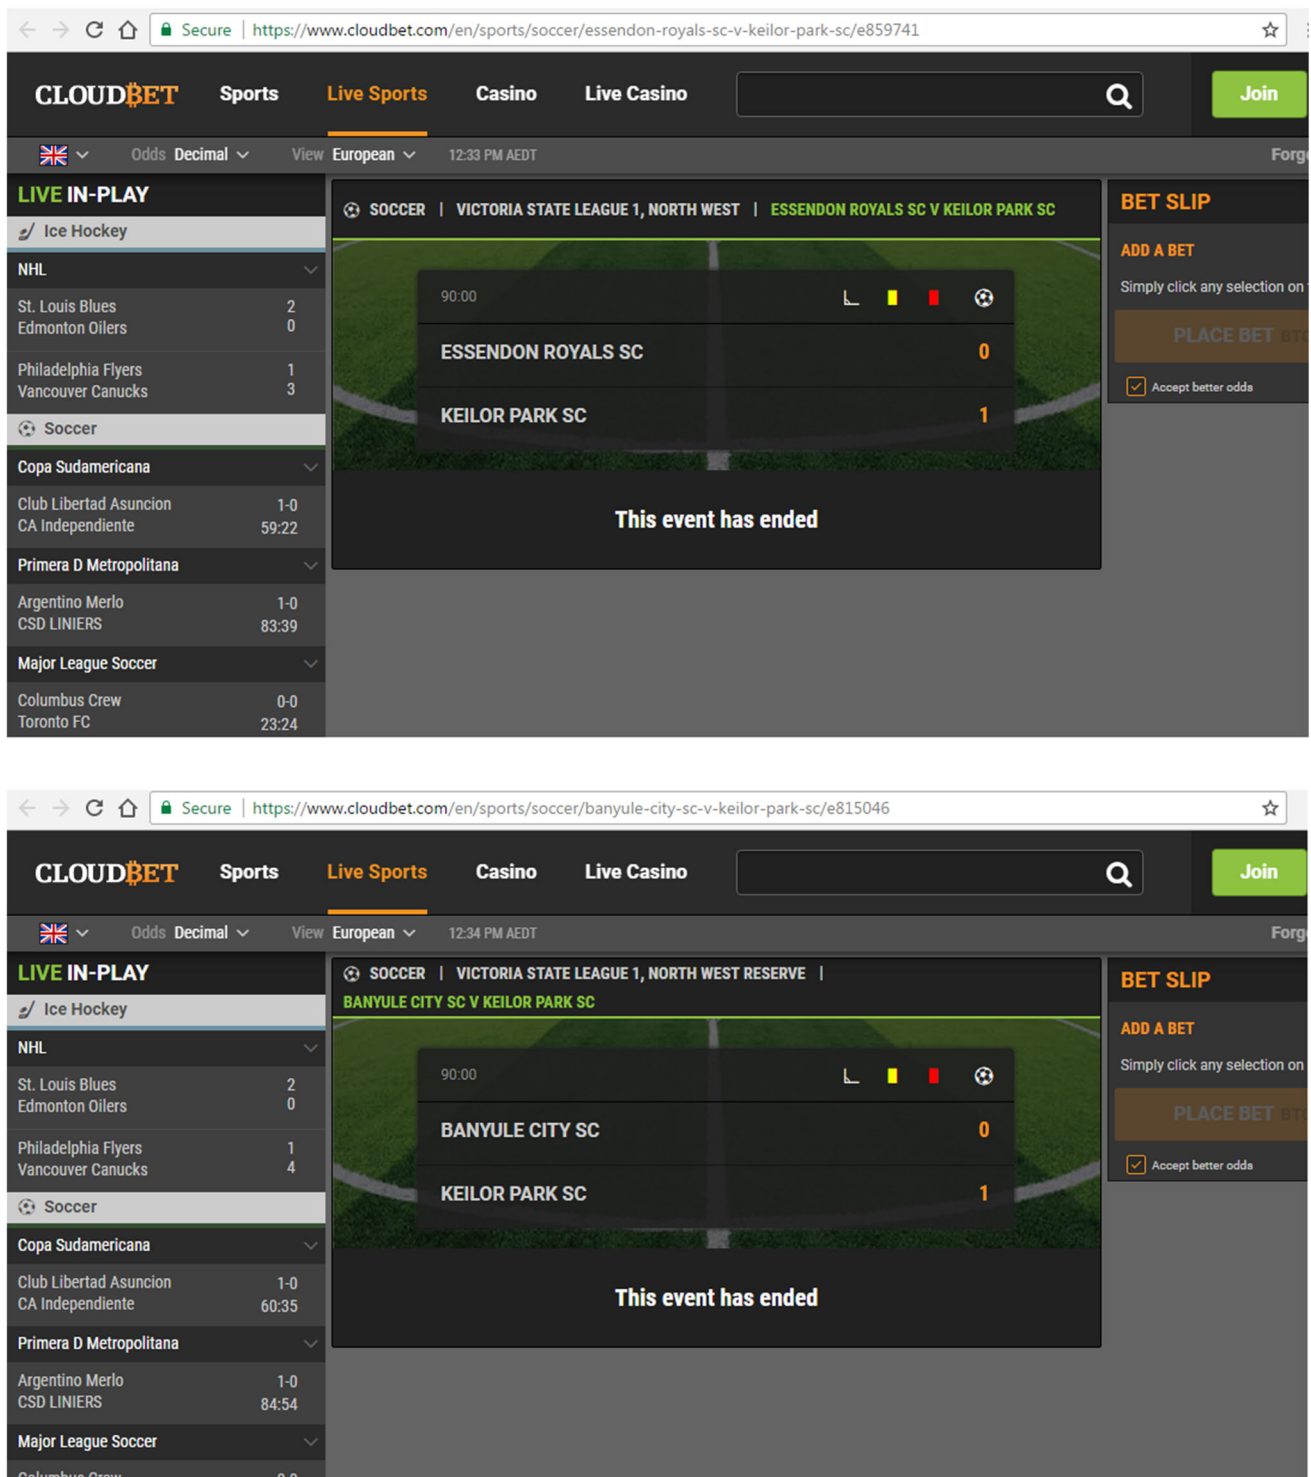 Secure | https://www.cloudbet.com/en/sports/soccer/essendon-royals-sc-v-keilor-park-sc/e859741
CLOUDBET Sports Live Sports Casino Live Casino Join
Odds Decimal View European 12:33 PM AEDT
LIVE IN-PLAY
Ice Hockey
NHL
St. Louis Blues 2
Edmonton Oilers 0
Philadelphia Flyers 1
Vancouver Canucks 3
Soccer
Copa Sudamericana
Club Libertad Asuncion 1-0
CA Independiente 59:22
Primera D Metropolitana
Argentino Merlo 1-0
CSD LINIERS 83:39
Major League Soccer
Columbus Crew 0-0
Toronto FC 23:24
SOCCER | VICTORIA STATE LEAGUE 1, NORTH WEST | ESSENDON ROYALS SC V KEILOR PARK SC
90:00
ESSENDON ROYALS SC 0
KEILOR PARK SC 1
This event has ended
BET SLIP
ADD A BET
Simply click any selection on
PLACE BET
Accept better odds
Secure | https://www.cloudbet.com/en/sports/soccer/banyule-city-sc-v-keilor-park-sc/e815046
CLOUDBET Sports Live Sports Casino Live Casino Join
Odds Decimal View European 12:34 PM AEDT
LIVE IN-PLAY
Ice Hockey
NHL
St. Louis Blues 2
Edmonton Oilers 0
Philadelphia Flyers 1
Vancouver Canucks 4
Soccer
Copa Sudamericana
Club Libertad Asuncion 1-0
CA Independiente 60:35
Primera D Metropolitana
Argentino Merlo 1-0
CSD LINIERS 84:54
Major League Soccer
SOCCER | VICTORIA STATE LEAGUE 1, NORTH WEST RESERVE |
BANYULE CITY SC V KEILOR PARK SC
90:00
BANYULE CITY SC 0
KEILOR PARK SC 1
This event has ended
BET SLIP
ADD A BET
Simply click any selection on
PLACE BET
Accept better odds